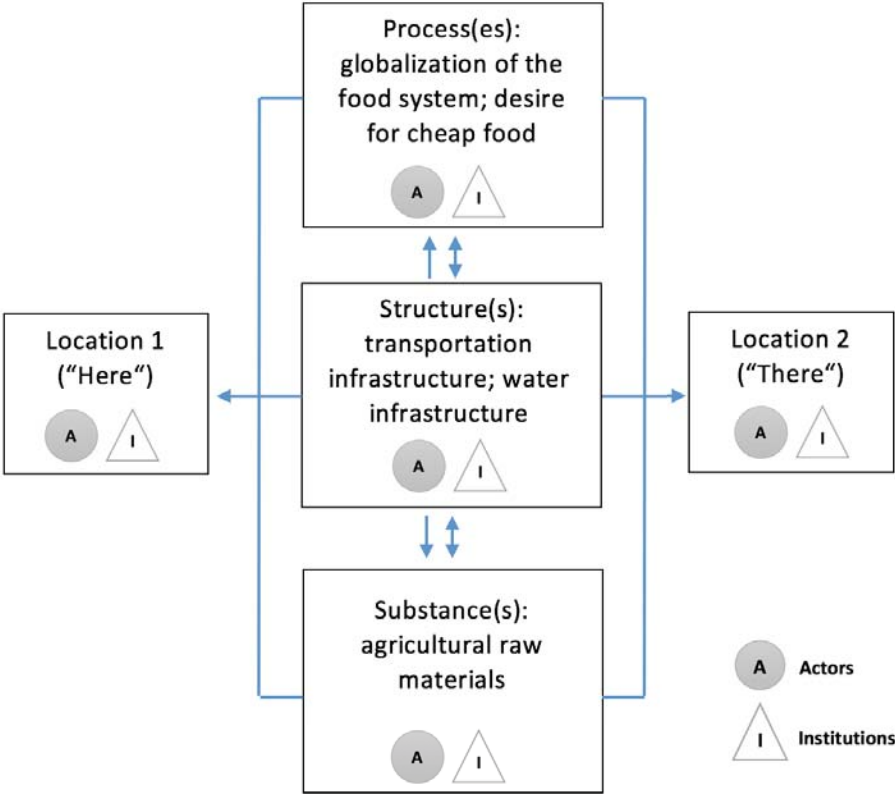 Process(es):
globalization of the
food system; desire
for cheap food
A I
Location 1
(“Here“)
A I
Structure(s):
transportation
infrastructure; water
infrastructure
A I
Location 2
(“There“)
A I
Substance(s):
agricultural raw
materials
A I
A Actors
I Institutions